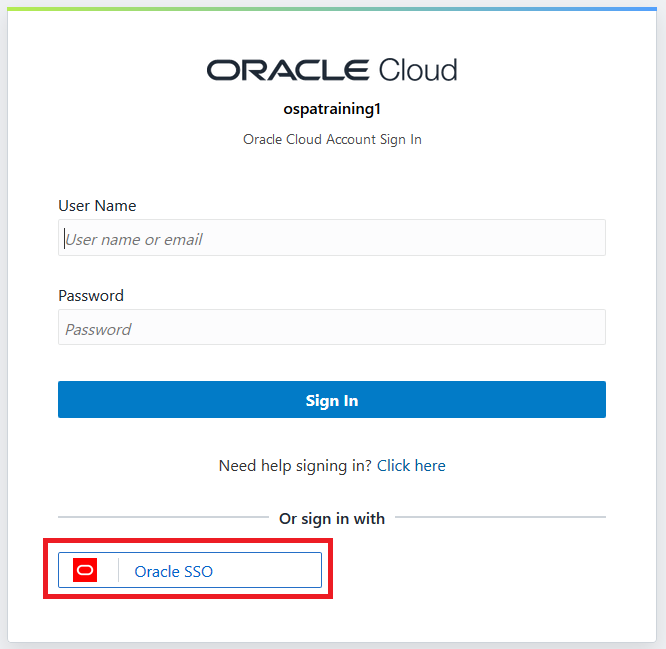 ORACLE Cloud
ospatraining1
Oracle Cloud Account Sign In
User Name
User name or email
Password
Password
Sign In
Need help signing in? Click here
Or sign in with
Oracle SSO